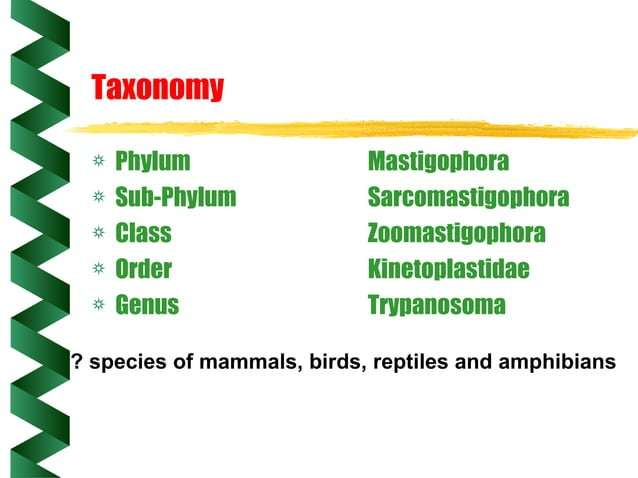 Taxonomy
Phylum Mastigophora
Sub-Phylum Sarcomastigophora
Class Zoomastigophora
Order Kinetoplastidae
Genus Trypanosoma
? species of mammals, birds, reptiles and amphibians